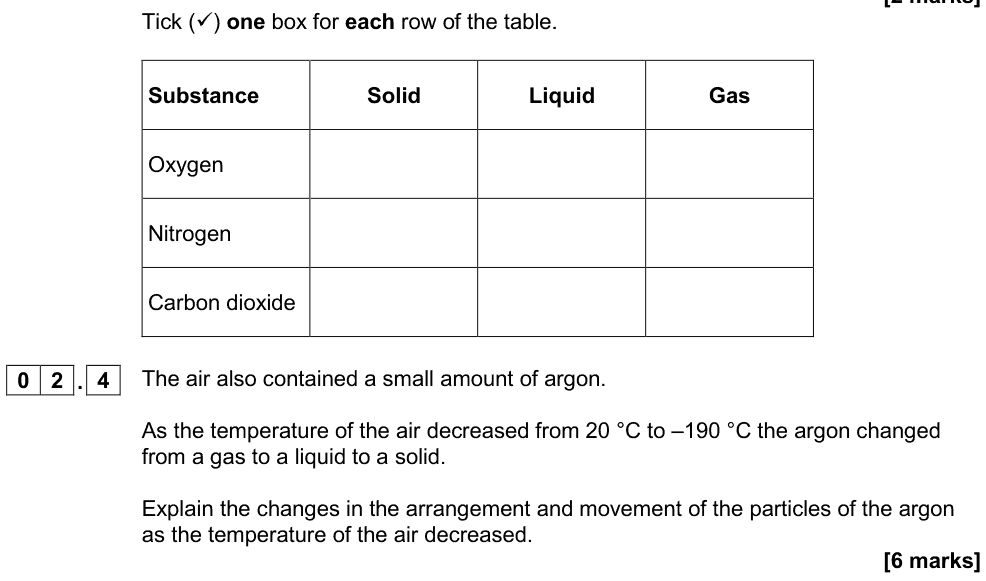 [2 marks]
Tick (✓) one box for each row of the table.
Substance Solid Liquid Gas
Oxygen
Nitrogen
Carbon dioxide
0 2 . 4 The air also contained a small amount of argon.
As the temperature of the air decreased from 20 °C to –190 °C the argon changed
from a gas to a liquid to a solid.
Explain the changes in the arrangement and movement of the particles of the argon
as the temperature of the air decreased.
[6 marks]